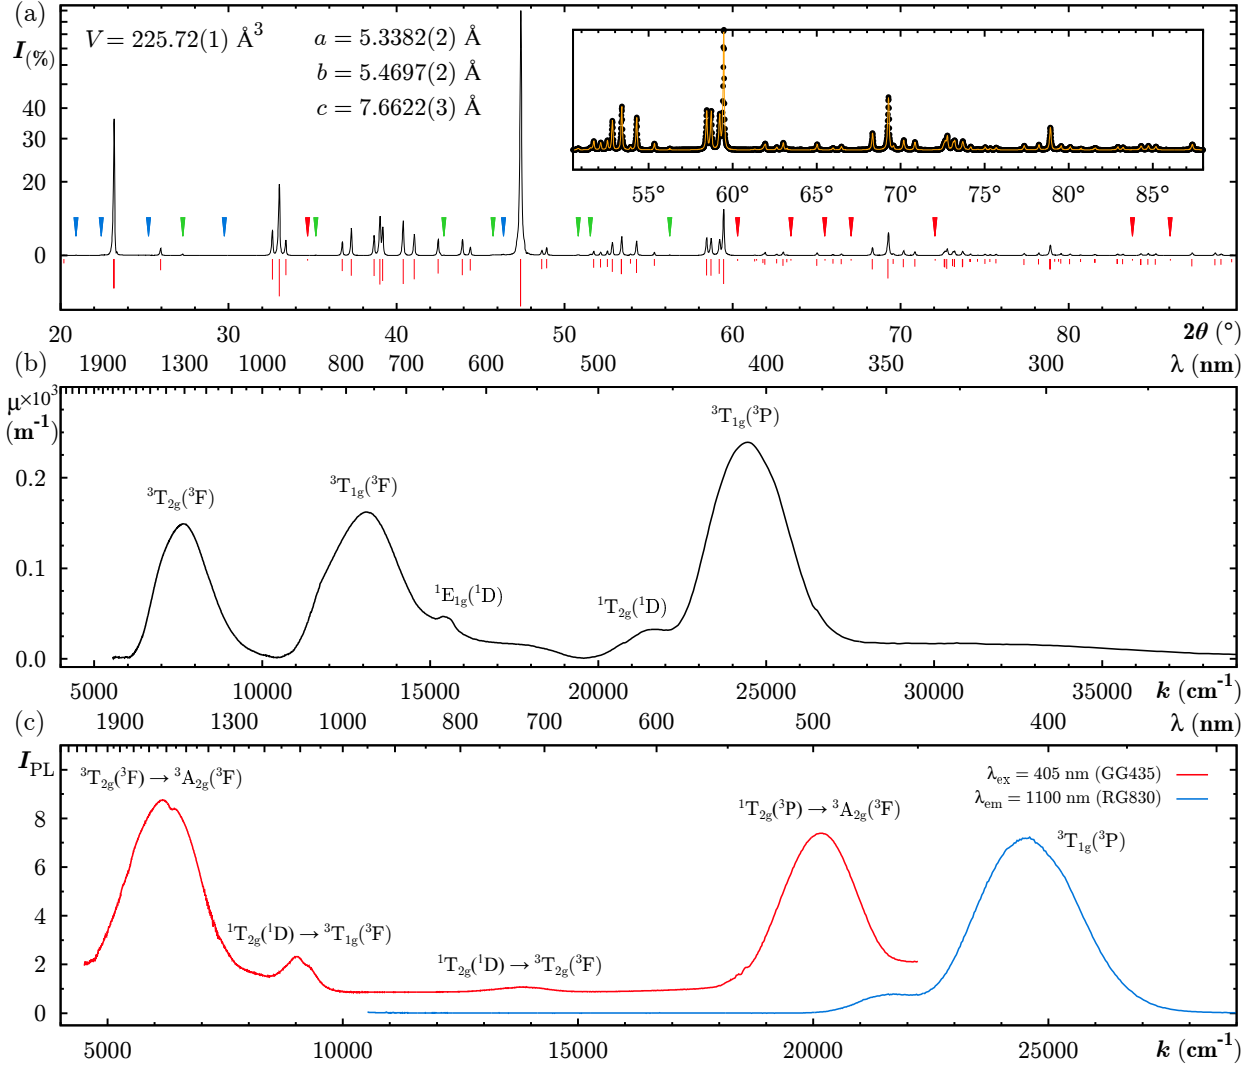 (a)
I(%)
V = 225.72(1) Å³
a = 5.3382(2) Å
b = 5.4697(2) Å
c = 7.6622(3) Å
40
30
20
0
55° 60° 65° 70° 75° 80° 85°
20 30 40 50 60 70 80 2θ (°)
(b) 1900 1300 1000 800 700 600 500 400 350 300 λ (nm)
μ×10³
(m⁻¹)
0.2
0.1
0.0
³T₁g(³P)
³T₂g(³F)
³T₁g(³F)
¹E₁g(¹D)
¹T₂g(¹D)
5000 10000 15000 20000 25000 30000 35000 k (cm⁻¹)
(c) 1900 1300 1000 800 700 600 500 400 λ (nm)
I_PL
8
6
4
2
0
³T₂g(³F) → ³A₂g(³F)
λex = 405 nm (GG435)
λem = 1100 nm (RG830)
¹T₂g(³P) → ³A₂g(³F)
³T₁g(³P)
¹T₂g(¹D) → ³T₁g(³F)
¹T₂g(¹D) → ³T₂g(³F)
5000 10000 15000 20000 25000 k (cm⁻¹)